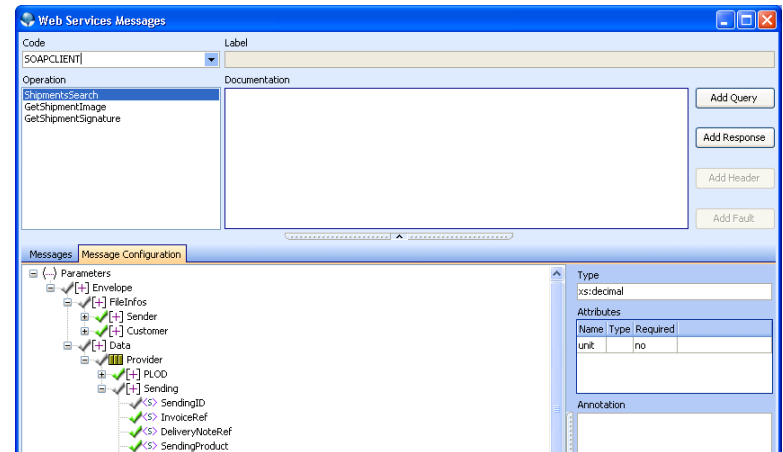 Web Services Messages
Code
Label
SOAPCLIENT
Operation
Documentation
ShipmentsSearch
GetShipmentImage
GetShipmentSignature
Add Query
Add Response
Add Header
Add Fault
Messages Message Configuration
{...} Parameters
[+] Envelope
[+] FileInfos
[+] Sender
[+] Customer
[+] Data
Provider
[+] PLOD
[+] Sending
<S> SendingID
<S> InvoiceRef
<S> DeliveryNoteRef
<S> SendingProduct
Type
xs:decimal
Attributes
Name Type Required
unit no
Annotation